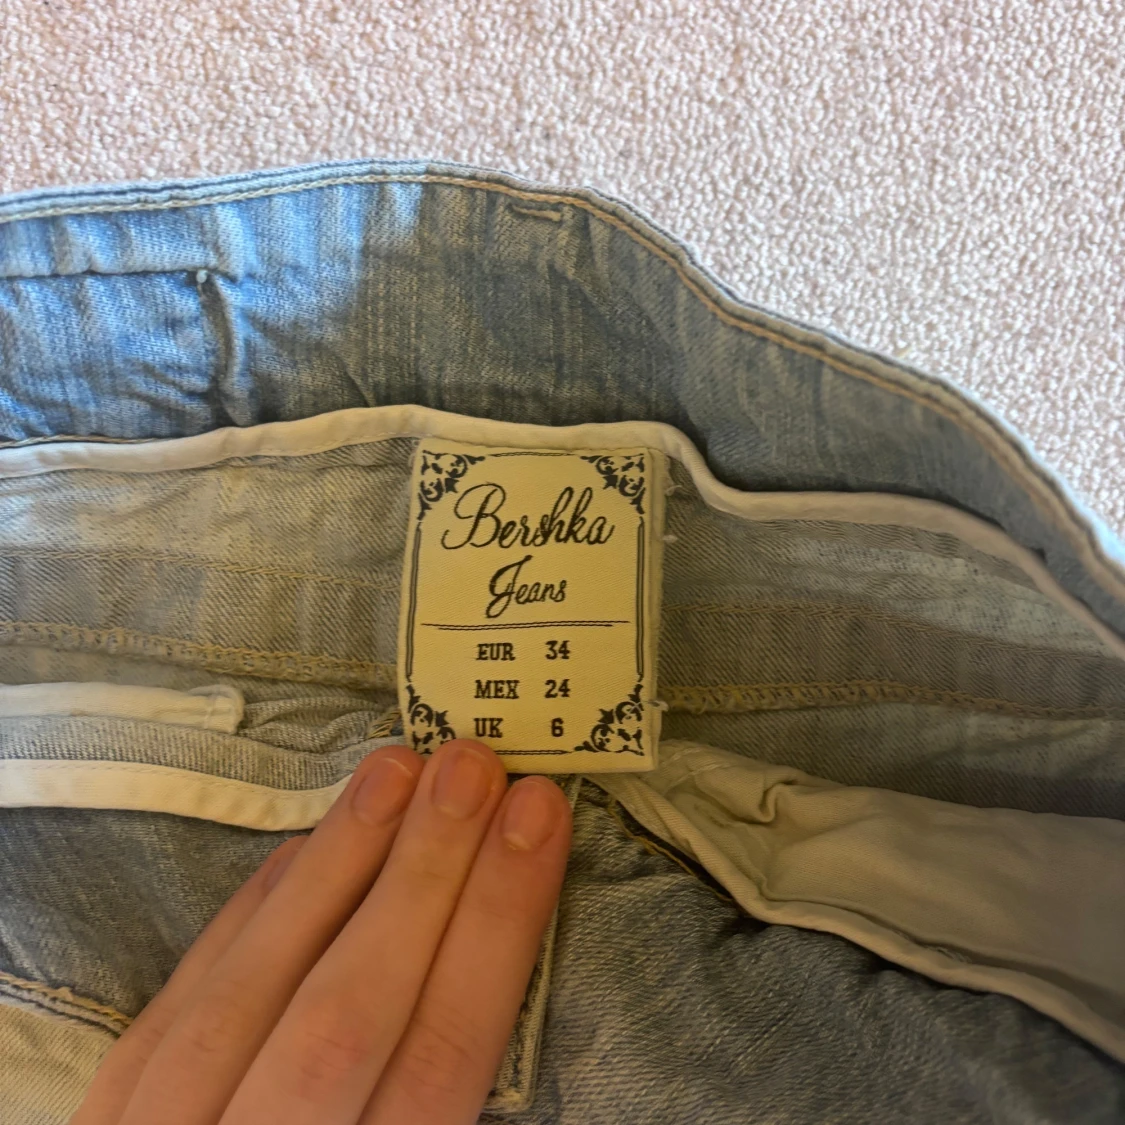 Bershka
Jeans
EUR 34
MEX 24
UK 6